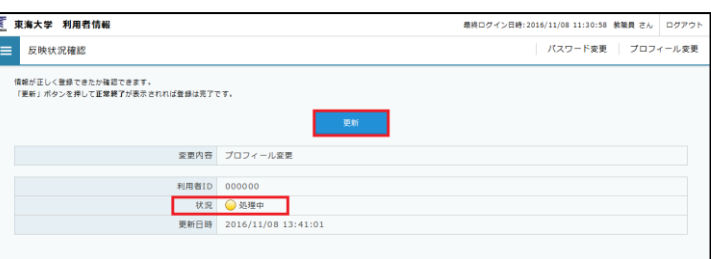 東海大学 利用者情報
最終ログイン日時:2016/11/08 11:30:58 教職員 さん ログアウト
反映状況確認
パスワード変更 プロフィール変更
情報が正しく登録できたか確認できます。
「更新」ボタンを押して正常終了が表示されれば登録は完了です。
更新
変更内容 プロフィール変更
利用者ID 000000
状況 処理中
更新日時 2016/11/08 13:41:01